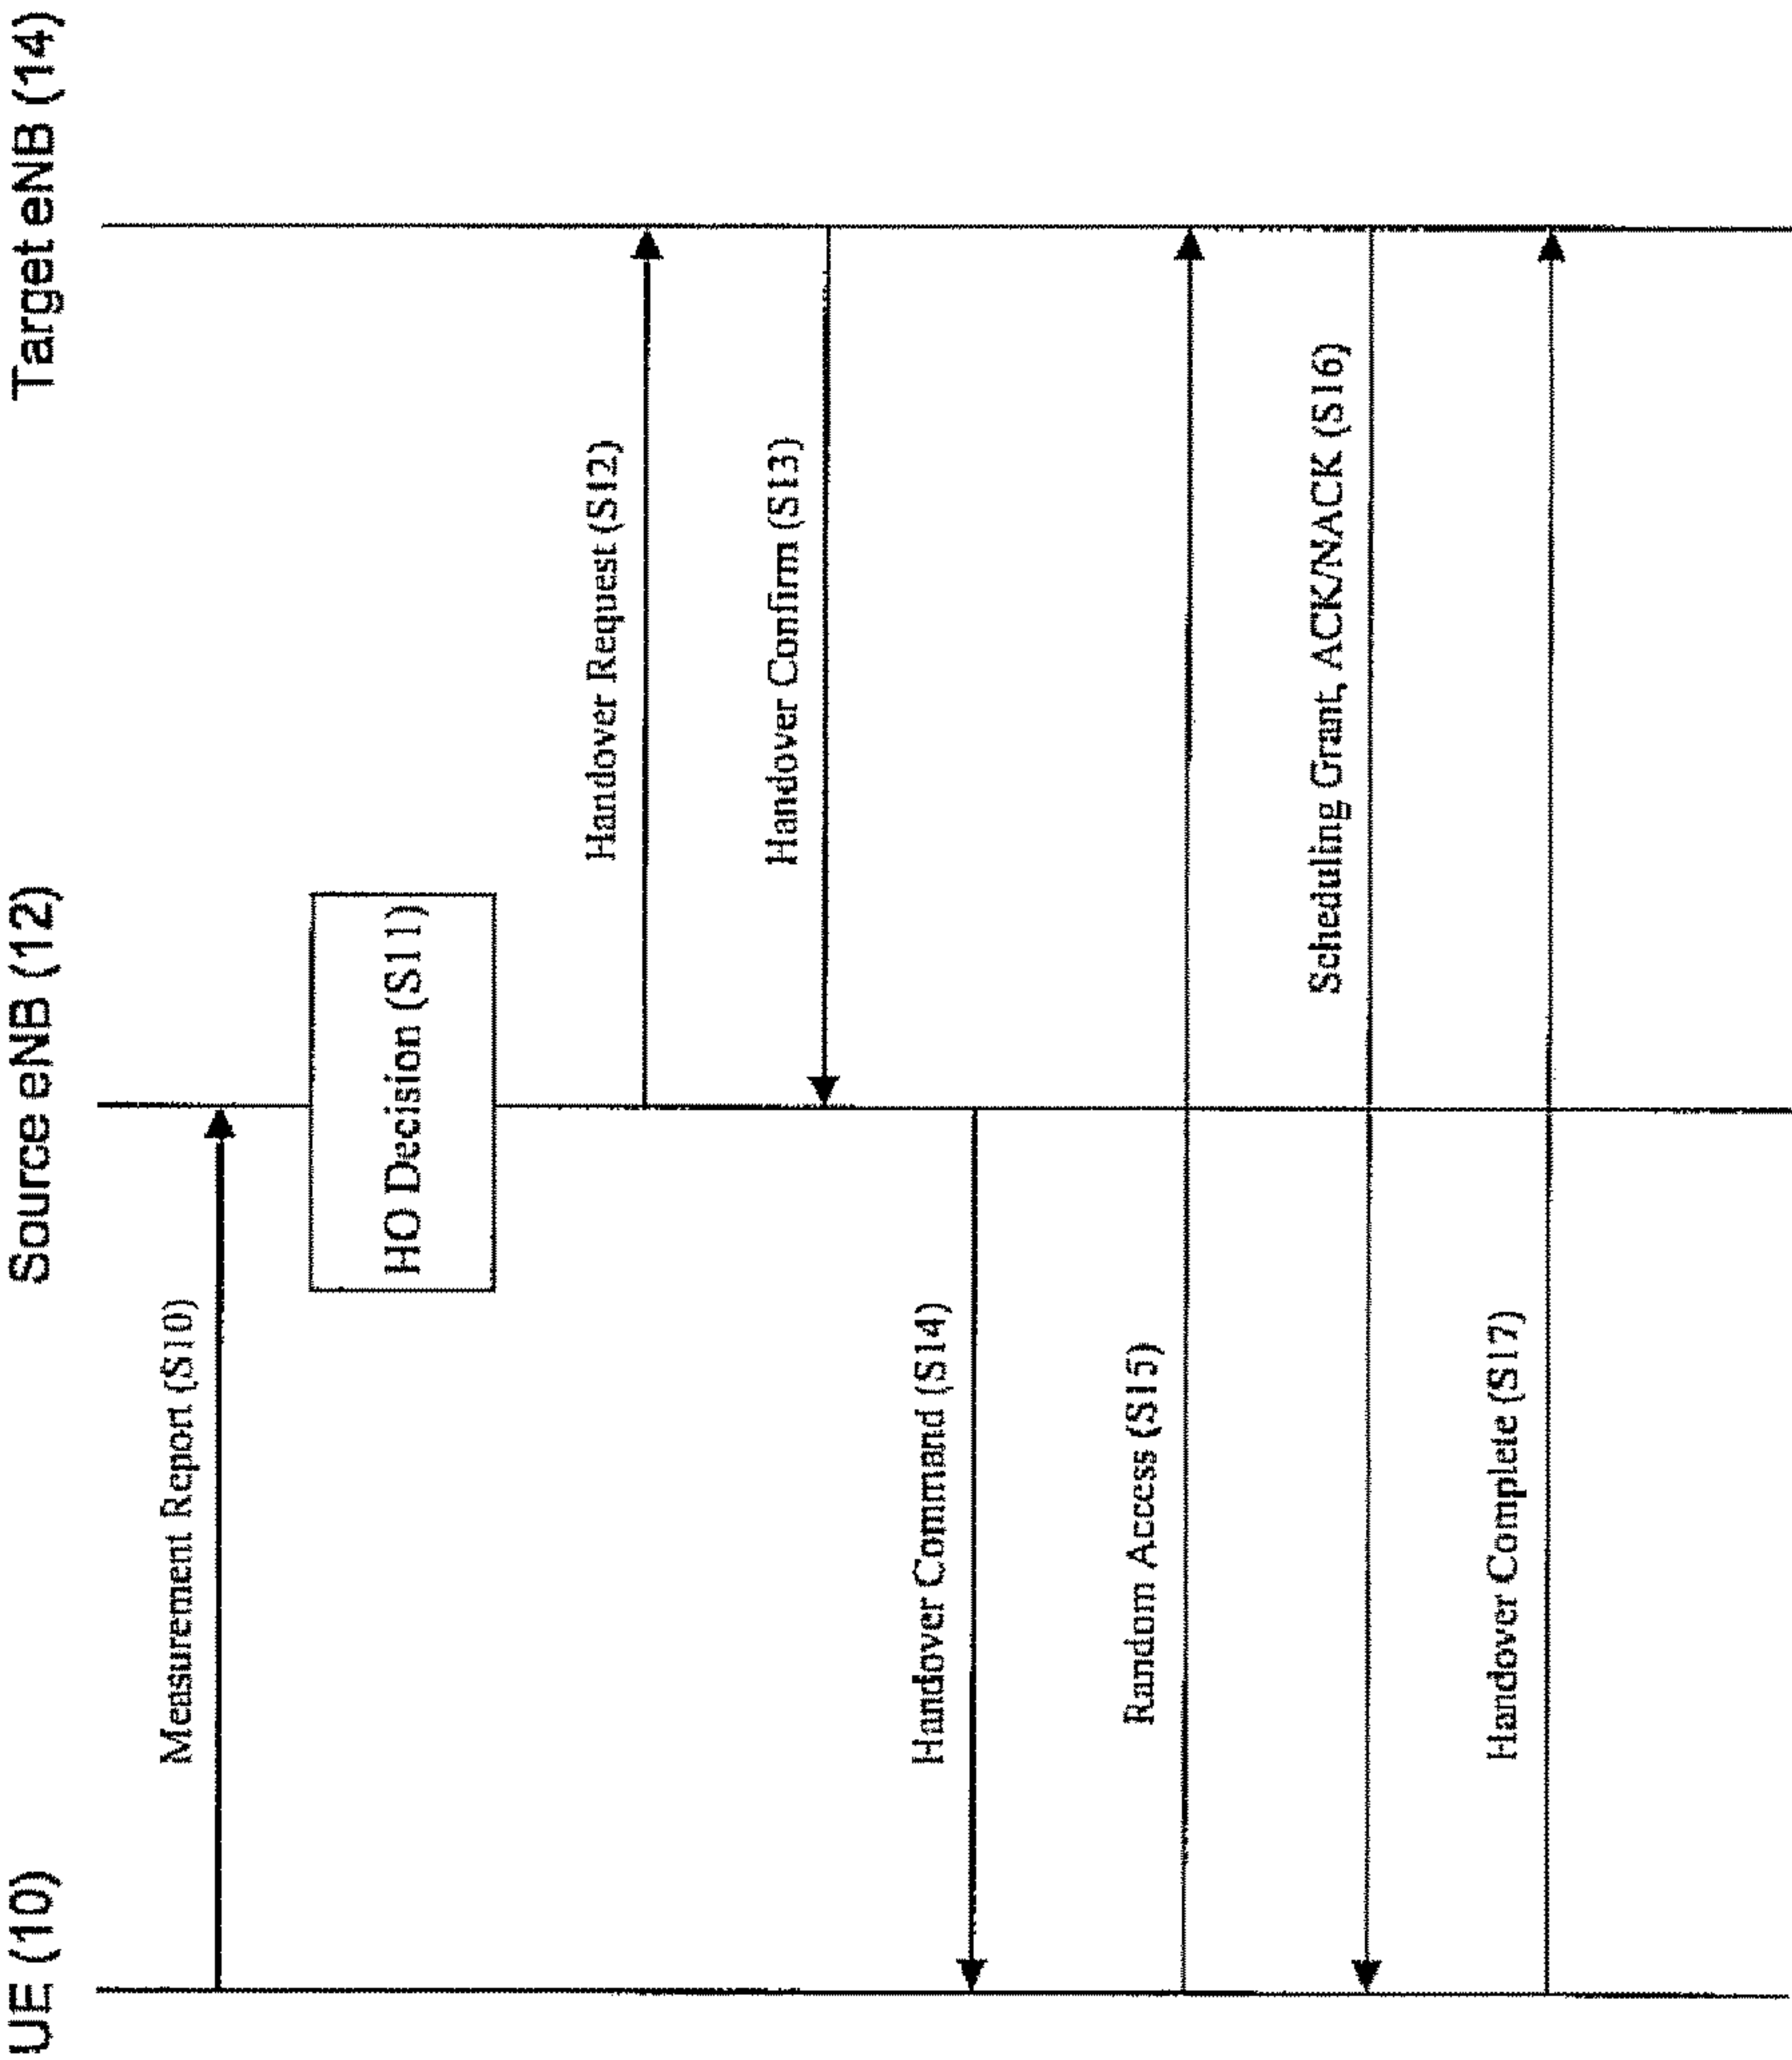 UE (10)
Source eNB (12)
Target eNB (14)
Measurement Report (S10)
HO Decision (S11)
Handover Request (S12)
Handover Confirm (S13)
Handover Command (S14)
Random Access (S15)
Scheduling Grant, ACK/NACK (S16)
Handover Complete (S17)